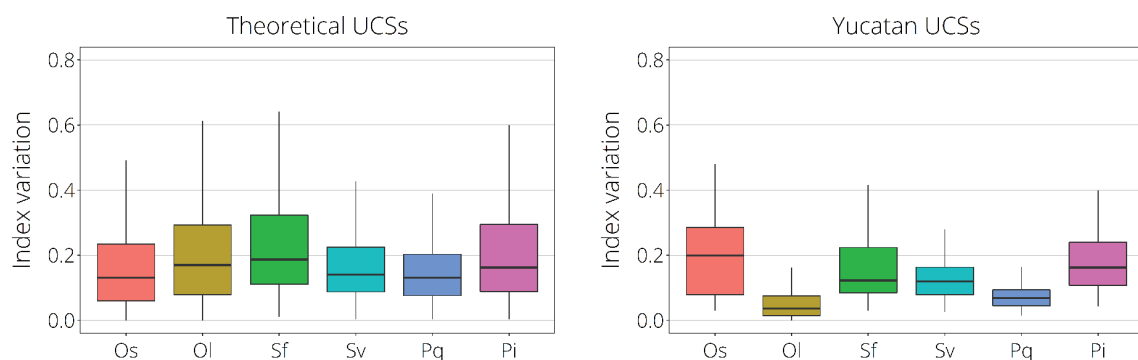 Theoretical UCSs
Index variation
0.8
0.6
0.4
0.2
0.0
Os Ol Sf Sv Pq Pi
Yucatan UCSs
Index variation
0.8
0.6
0.4
0.2
0.0
Os Ol Sf Sv Pq Pi